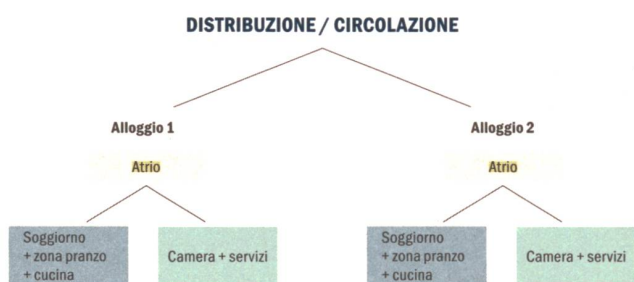 DISTRIBUZIONE / CIRCOLAZIONE
Alloggio 1
Alloggio 2
Atrio
Atrio
Soggiorno
+ zona pranzo
+ cucina
Camera + servizi
Soggiorno
+ zona pranzo
+ cucina
Camera + servizi